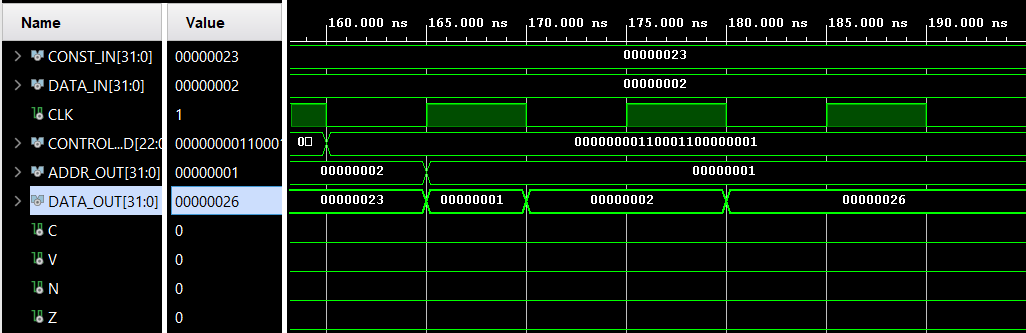 Name
Value
160.000 ns
165.000 ns
170.000 ns
175.000 ns
180.000 ns
185.000 ns
190.000 ns
CONST_IN[31:0]
00000023
00000023
DATA_IN[31:0]
00000002
00000002
CLK
1
CONTROL...D[22:0
00000000110001
0
00000000110001100000001
ADDR_OUT[31:0]
00000001
00000002
00000001
DATA_OUT[31:0]
00000026
00000023
00000001
00000002
00000026
C
0
V
0
N
0
Z
0